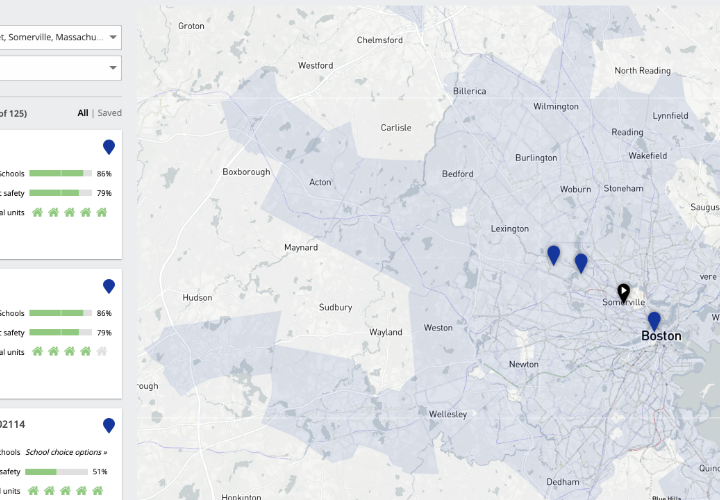 et, Somerville, Massachu...
of 125)
All | Saved
Schools 86%
c safety 79%
al units
Schools 86%
c safety 79%
al units
02114
chools School choice options »
safety 51%
l units
Groton
Chelmsford
Westford
North Reading
Billerica
Wilmington
Lynnfield
Carlisle
Reading
Wakefield
Burlington
Boxborough
Bedford
Acton
Woburn
Stoneham
Saugus
Lexington
Maynard
vere
Hudson
Somerville
Sudbury
W
Weston
Wayland
Boston
Newton
rough
Wellesley
Quinc
Dedham
Hopkinton
Blue Hills